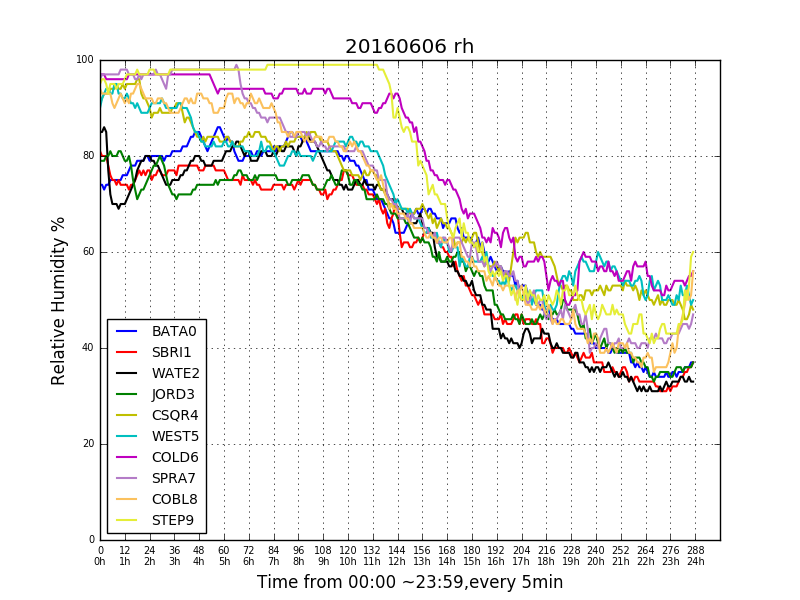 20160606 rh
100
80
60
40
20
0
Relative Humidity %
BATA0
SBRI1
WATE2
JORD3
CSQR4
WEST5
COLD6
SPRA7
COBL8
STEP9
0 12 24 36 48 60 72 84 96 108 120 132 144 156 168 180 192 204 216 228 240 252 264 276 288
0h 1h 2h 3h 4h 5h 6h 7h 8h 9h 10h 11h 12h 13h 14h 15h 16h 17h 18h 19h 20h 21h 22h 23h 24h
Time from 00:00 ~23:59,every 5min